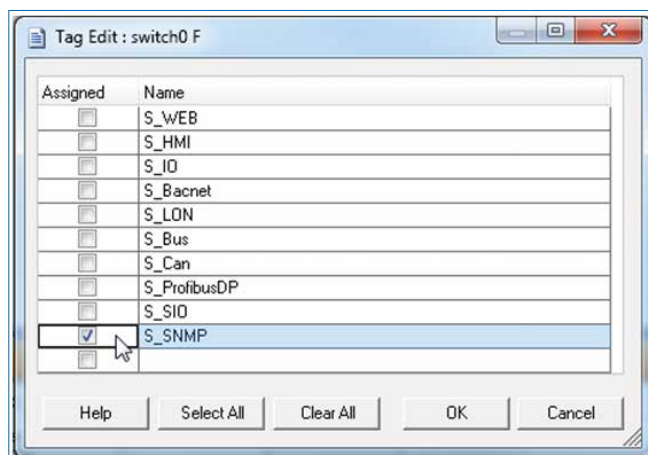 Tag Edit : switch0 F
Assigned Name
S_WEB
S_HMI
S_IO
S_Bacnet
S_LON
S_Bus
S_Can
S_ProfibusDP
S_SIO
S_SNMP
Help Select All Clear All OK Cancel